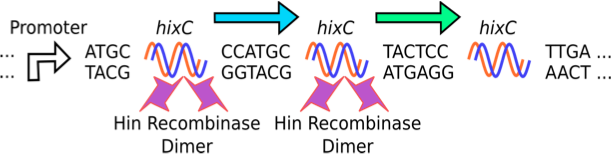 Promoter
hixC
hixC
hixC
... ATGC CCATGC TACTCC TTGA ...
... TACG GGTACG ATGAGG AACT ...
Hin Recombinase Hin Recombinase
Dimer Dimer